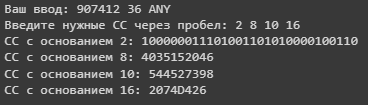 Ваш ввод: 907412 36 ANY
Введите нужные СС через пробел: 2 8 10 16
СС с основанием 2: 100000011101001101010000100110
СС с основанием 8: 4035152046
СС с основанием 10: 544527398
СС с основанием 16: 2074D426